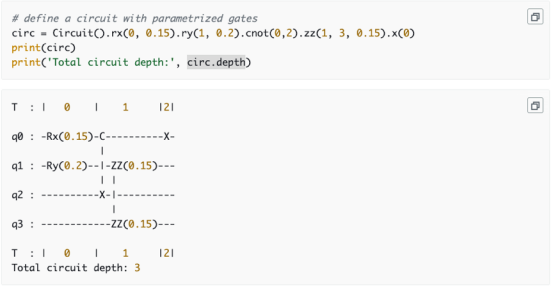 # define a circuit with parametrized gates
circ = Circuit().rx(0, 0.15).ry(1, 0.2).cnot(0,2).zz(1, 3, 0.15).x(0)
print(circ)
print('Total circuit depth:', circ.depth)
T  : |   0    |    1     |2|
q0 : -Rx(0.15)-C----------X-
               |
q1 : -Ry(0.2)--|-ZZ(0.15)---
               | |
q2 : ----------X-|----------
                 |
q3 : ------------ZZ(0.15)---
T  : |   0    |    1     |2|
Total circuit depth: 3